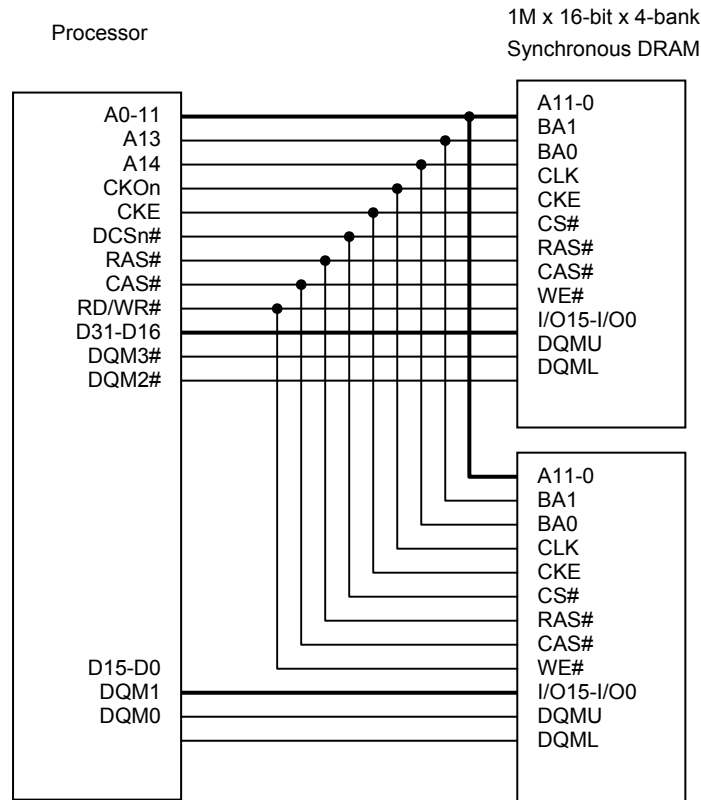 1M x 16-bit x 4-bank
Synchronous DRAM
Processor
A0-11
A13
A14
CKOn
CKE
DCSn#
RAS#
CAS#
RD/WR#
D31-D16
DQM3#
DQM2#
D15-D0
DQM1
DQM0
A11-0
BA1
BA0
CLK
CKE
CS#
RAS#
CAS#
WE#
I/O15-I/O0
DQMU
DQML
A11-0
BA1
BA0
CLK
CKE
CS#
RAS#
CAS#
WE#
I/O15-I/O0
DQMU
DQML